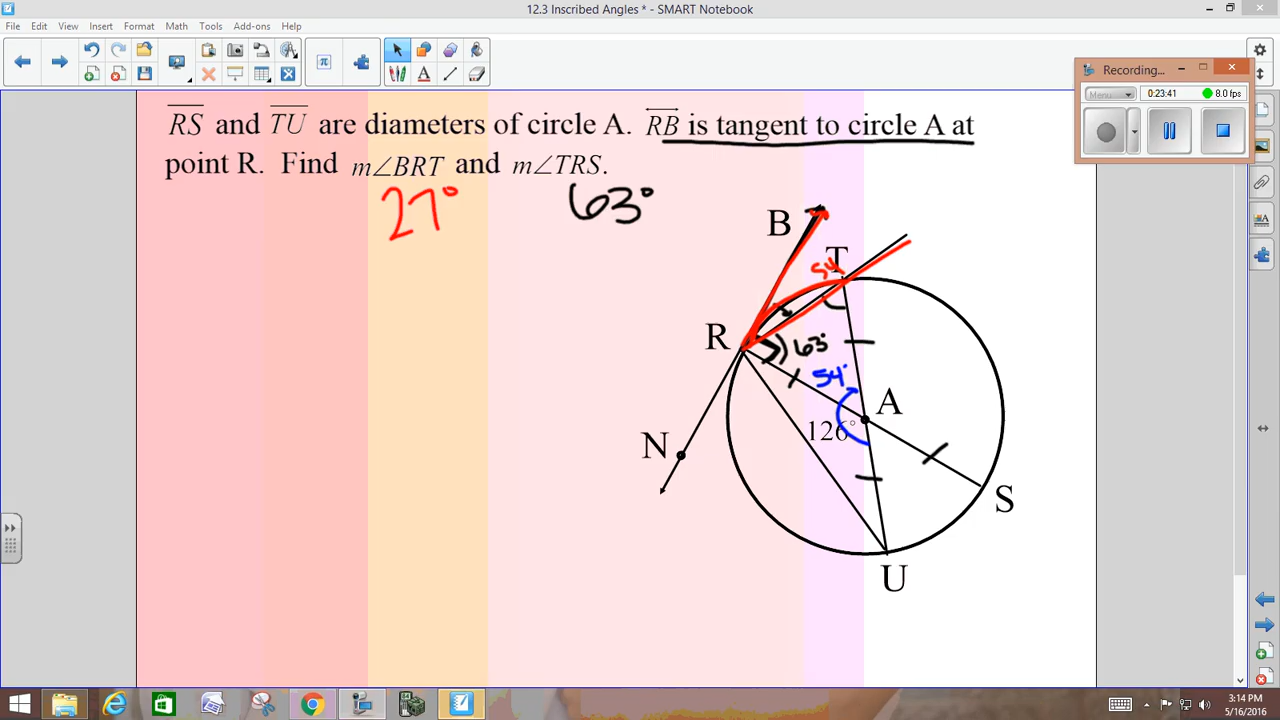 12.3 Inscribed Angles * - SMART Notebook
File Edit View Insert Format Math Tools Add-ons Help
Recording...
Menu
0:23:41
8.0 fps
RS and TU are diameters of circle A. RB is tangent to circle A at
point R. Find m∠BRT and m∠TRS.
27° 63°
B
T
54
R
63°
54°
A
126°
N
S
U
3:14 PM
5/16/2016